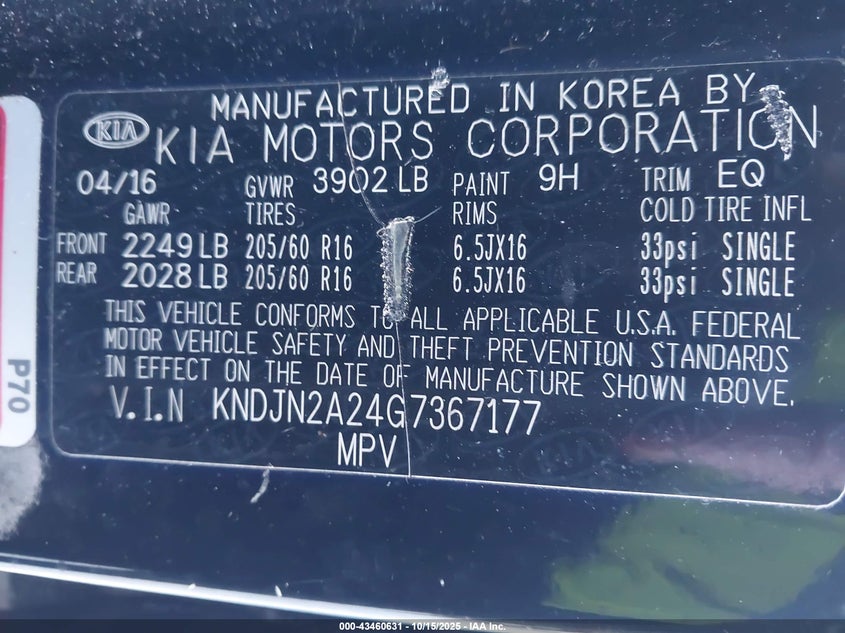 MANUFACTURED IN KOREA BY
KIA KIA MOTORS CORPORATION
04/16 GVWR 3902 LB PAINT 9H TRIM EQ
GAWR TIRES RIMS COLD TIRE INFL
FRONT 2249 LB 205/60 R16 6.5JX16 33psi SINGLE
REAR 2028 LB 205/60 R16 6.5JX16 33psi SINGLE
THIS VEHICLE CONFORMS TO ALL APPLICABLE U.S.A. FEDERAL
MOTOR VEHICLE SAFETY AND THEFT PREVENTION STANDARDS
IN EFFECT ON THE DATE OF MANUFACTURE SHOWN ABOVE.
V.I.N KNDJN2A24G7367177
MPV
P70
000-43460631 - 10/15/2025 - IAA Inc.